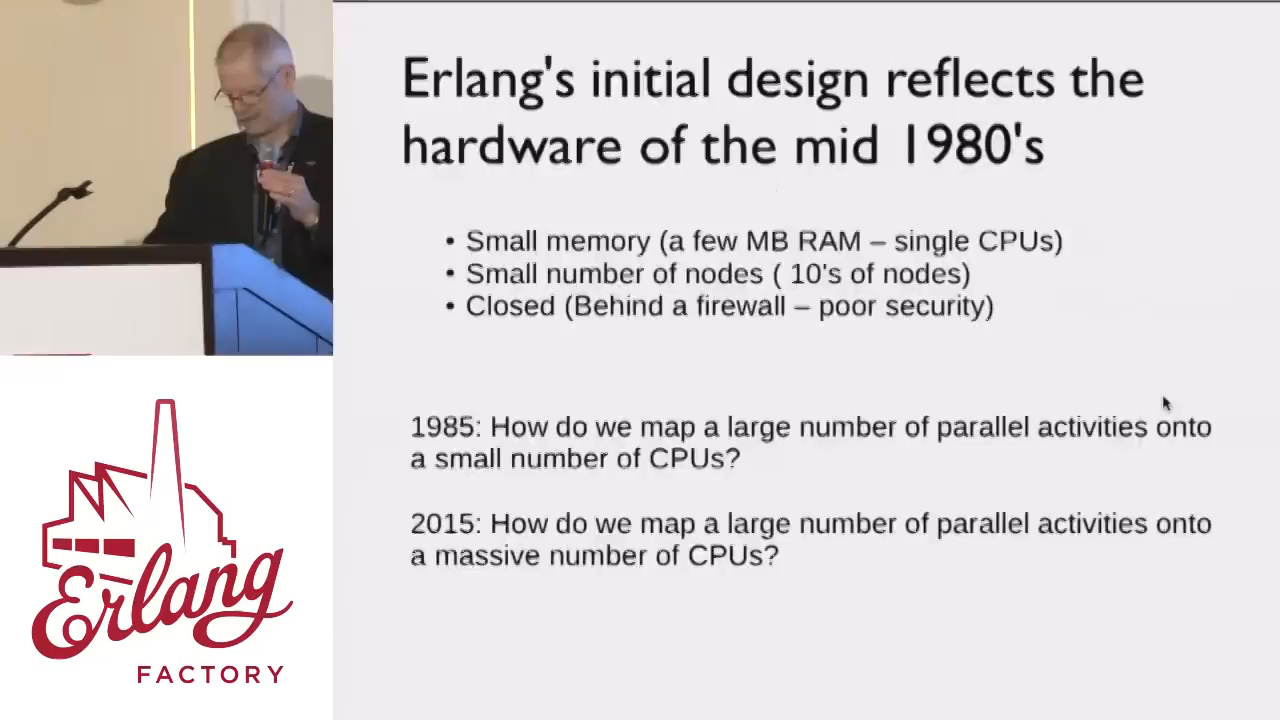 Erlang's initial design reflects the
hardware of the mid 1980's
• Small memory (a few MB RAM – single CPUs)
• Small number of nodes ( 10's of nodes)
• Closed (Behind a firewall – poor security)
1985: How do we map a large number of parallel activities onto
a small number of CPUs?
2015: How do we map a large number of parallel activities onto
a massive number of CPUs?
Erlang
FACTORY